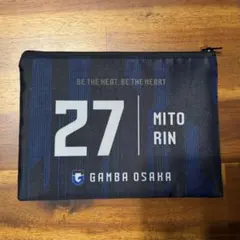 BE THE HEAT, BE THE HEART
27
MITO
RIN
GAMBA OSAKA